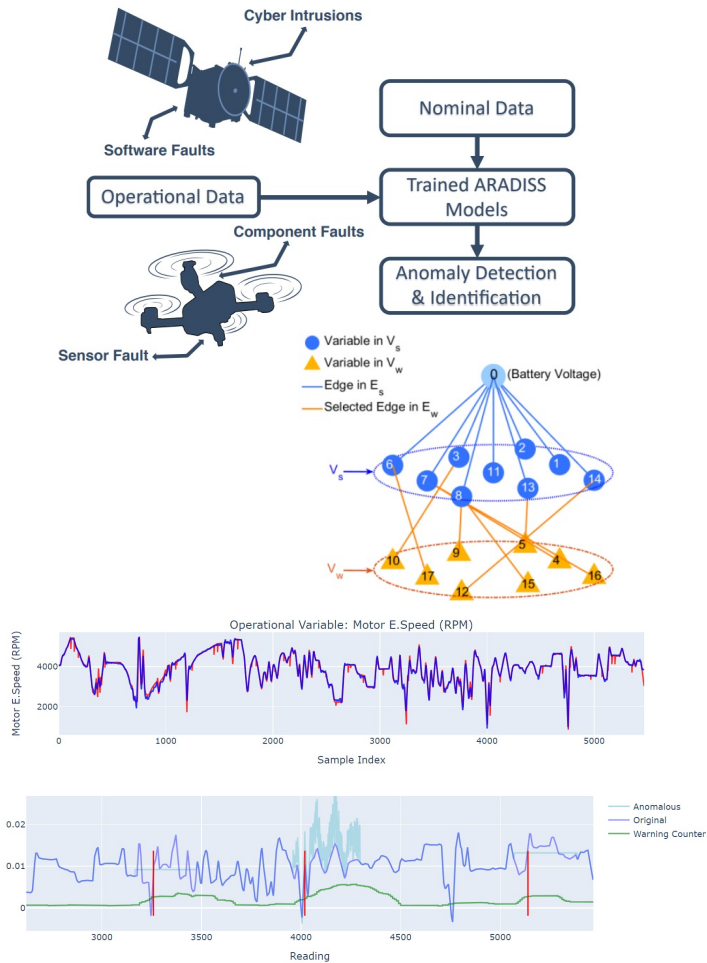 Cyber Intrusions
Software Faults
Nominal Data
Operational Data
Trained ARADISS
Models
Component Faults
Anomaly Detection
& Identification
Sensor Fault
Variable in Vs
Variable in Vw
Edge in Es
Selected Edge in Ew
0 (Battery Voltage)
Vs
6
3
2
1
7
11
14
8
13
Vw
10
9
5
4
17
12
15
16
Operational Variable: Motor E.Speed (RPM)
Motor E.Speed (RPM)
4000
2000
0
1000
2000
3000
4000
5000
Sample Index
0.02
0.01
0
Anomalous
Original
Warning Counter
3000
3500
4000
4500
5000
Reading